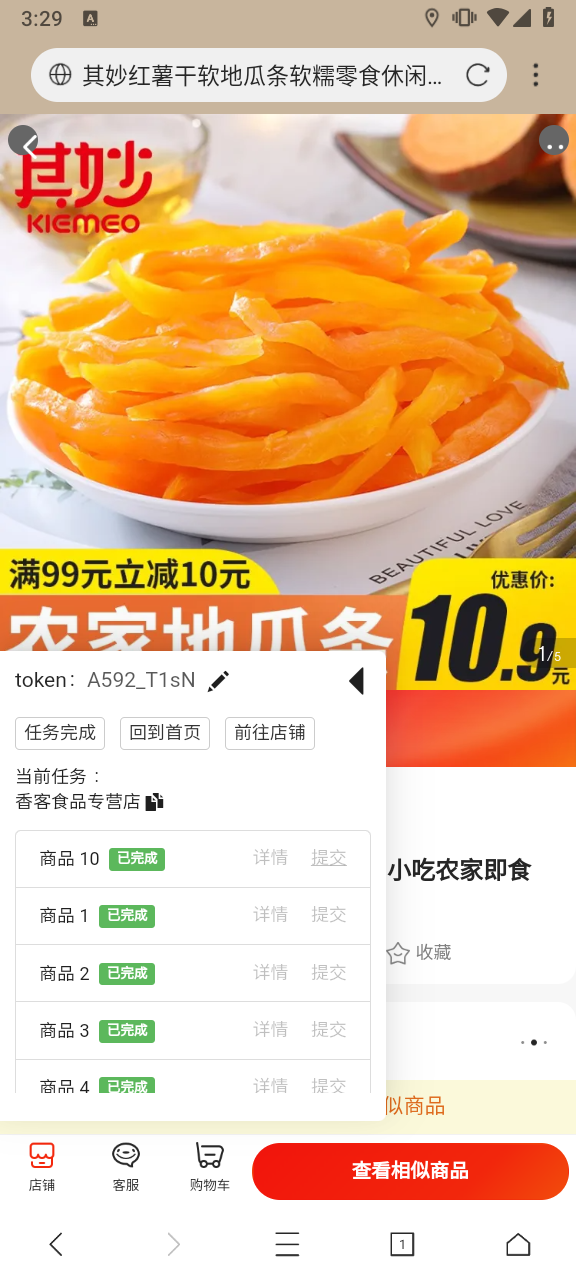 3:29
A
其妙红薯干软地瓜条软糯零食休闲...
其妙
KIEMEO
BEAUTIFUL LOVE
满99元立减10元
优惠价:
农家地瓜条
10.9元
1/5
token: A592_T1sN
任务完成 回到首页 前往店铺
当前任务：
香客食品专营店
小吃农家即食
商品 10 已完成 详情 提交
商品 1 已完成 详情 提交
收藏
商品 2 已完成 详情 提交
商品 3 已完成 详情 提交
商品 4 已完成 详情 提交
似商品
店铺 客服 购物车 查看相似商品
1